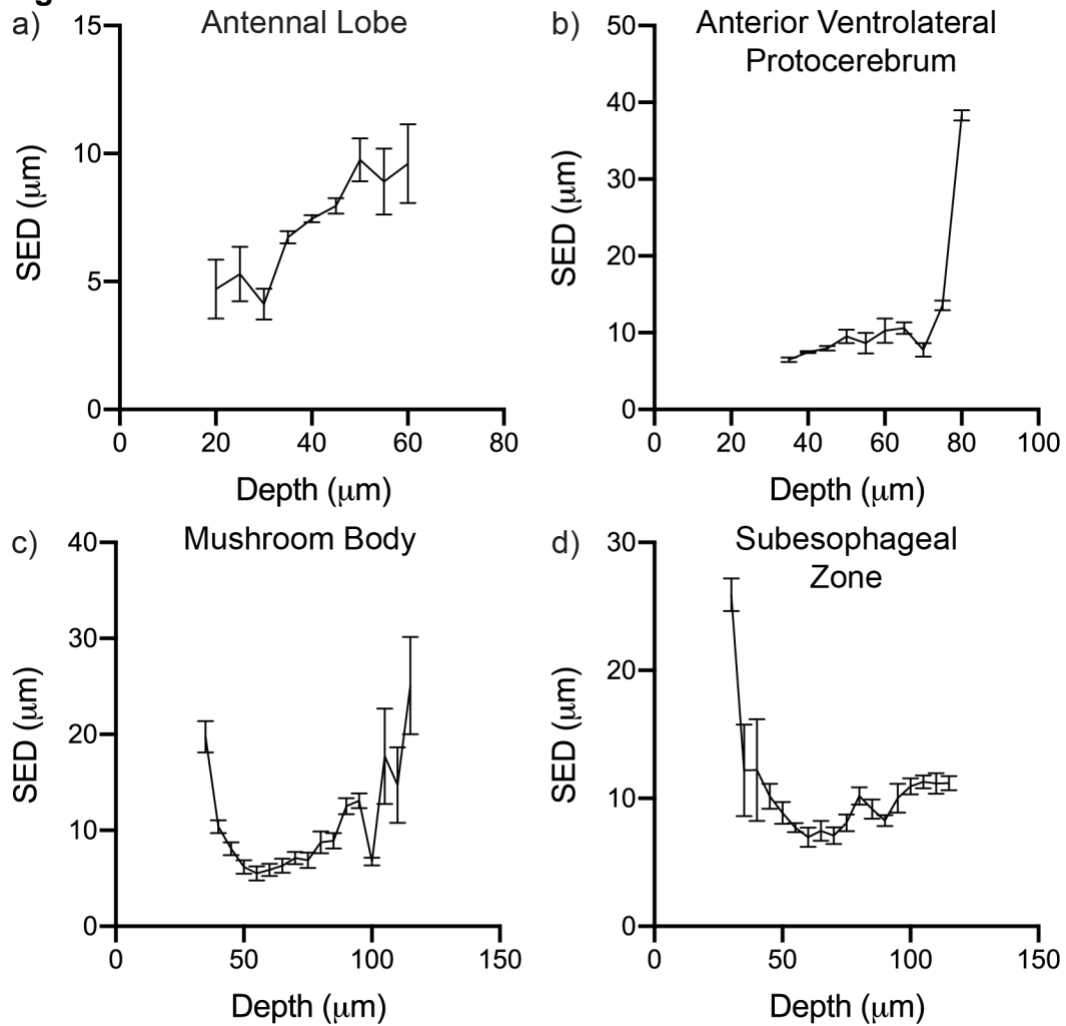 a)
Antennal Lobe
15
10
5
0
SED (μm)
0 20 40 60 80
Depth (μm)
b)
Anterior Ventrolateral
Protocerebrum
50
40
30
20
10
0
SED (μm)
0 20 40 60 80 100
Depth (μm)
c)
Mushroom Body
40
30
20
10
0
SED (μm)
0 50 100 150
Depth (μm)
d)
Subesophageal
Zone
30
20
10
0
SED (μm)
0 50 100 150
Depth (μm)